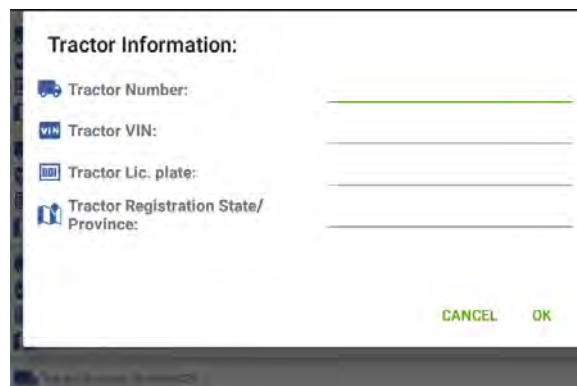 Tractor Information:
Tractor Number:
VIN Tractor VIN:
Tractor Lic. plate:
Tractor Registration State/
Province:
CANCEL OK